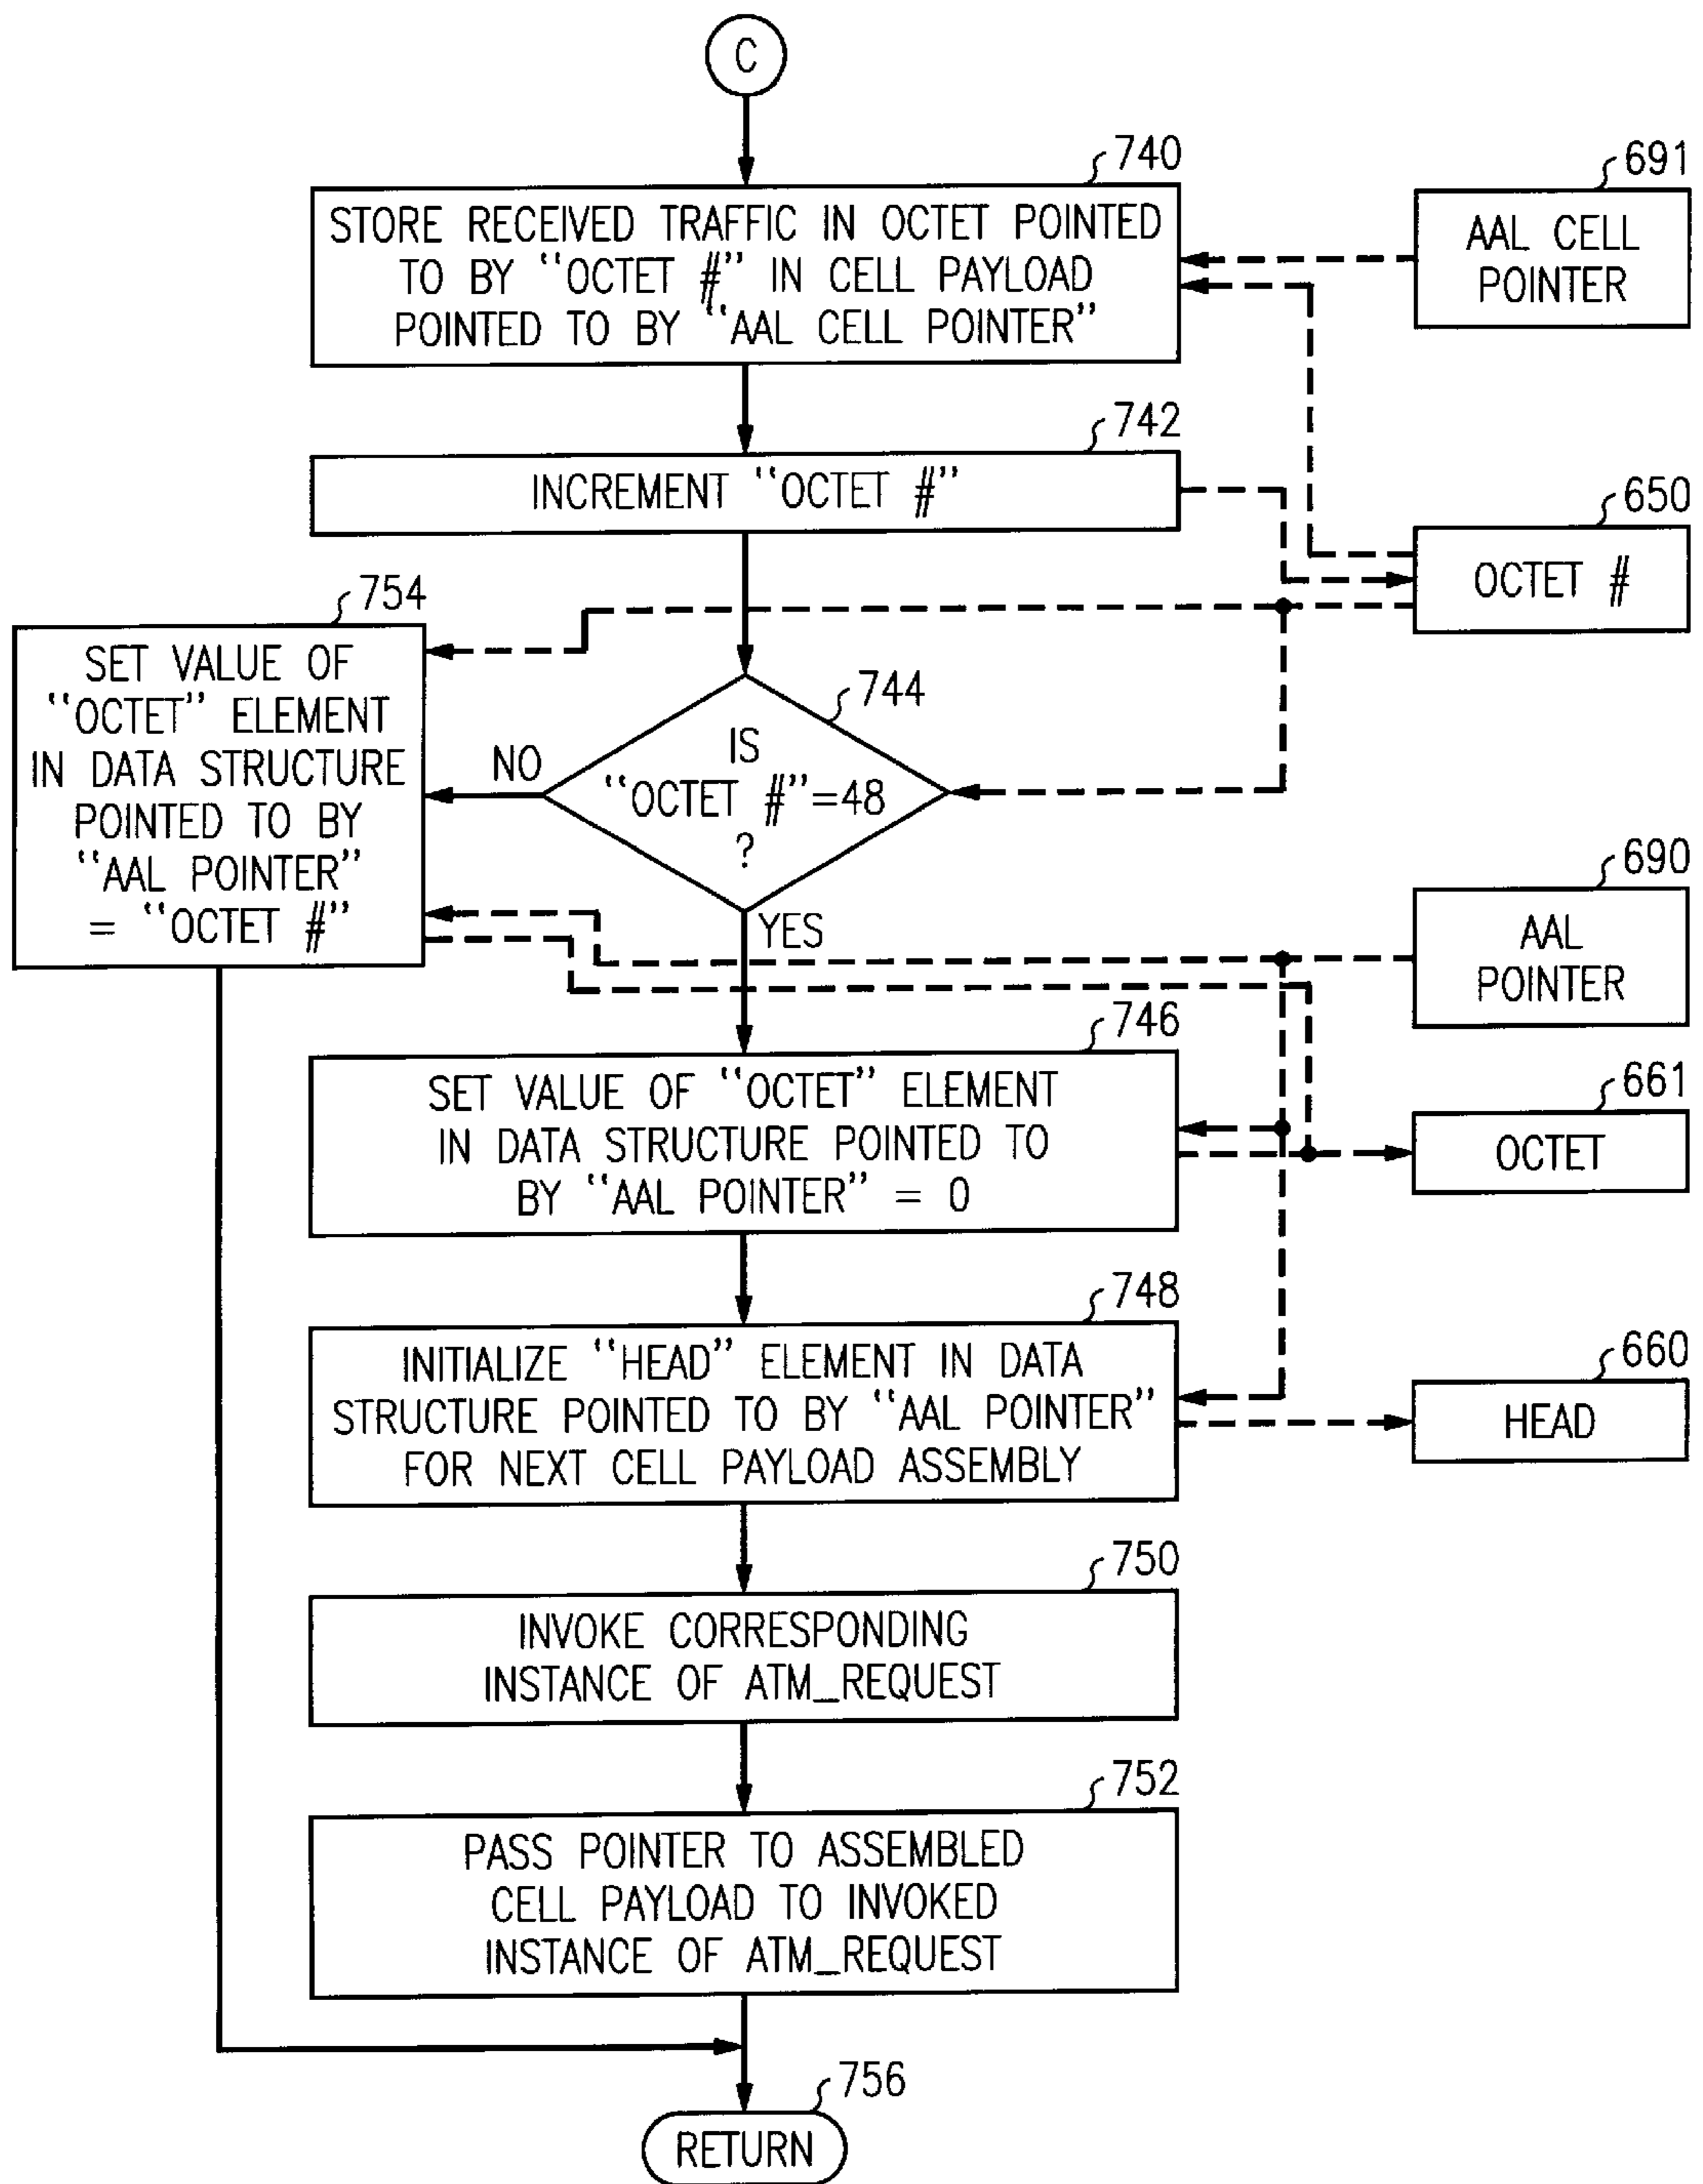 C
740
STORE RECEIVED TRAFFIC IN OCTET POINTED
TO BY "OCTET #" IN CELL PAYLOAD
POINTED TO BY "AAL CELL POINTER"
691
AAL CELL
POINTER
742
INCREMENT "OCTET #"
650
OCTET #
754
SET VALUE OF
"OCTET" ELEMENT
IN DATA STRUCTURE
POINTED TO BY
"AAL POINTER"
= "OCTET #"
744
IS
"OCTET #"=48
?
NO
YES
690
AAL
POINTER
746
SET VALUE OF "OCTET" ELEMENT
IN DATA STRUCTURE POINTED TO
BY "AAL POINTER" = 0
661
OCTET
748
INITIALIZE "HEAD" ELEMENT IN DATA
STRUCTURE POINTED TO BY "AAL POINTER"
FOR NEXT CELL PAYLOAD ASSEMBLY
660
HEAD
750
INVOKE CORRESPONDING
INSTANCE OF ATM_REQUEST
752
PASS POINTER TO ASSEMBLED
CELL PAYLOAD TO INVOKED
INSTANCE OF ATM_REQUEST
756
RETURN